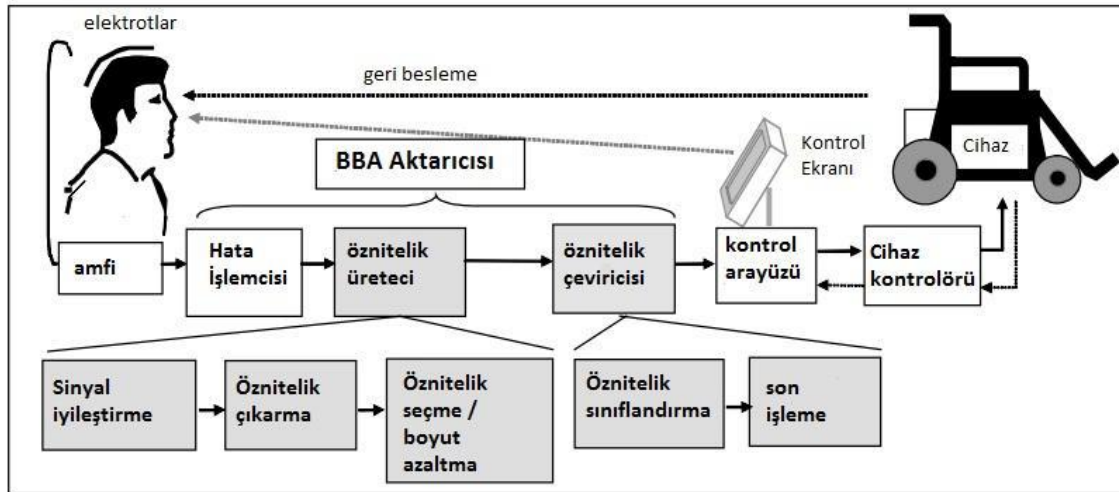 elektrotlar
geri besleme
BBA Aktarıcısı
Kontrol
Ekranı
Cihaz
amfi
Hata
İşlemcisi
öznitelik
üreteci
öznitelik
çeviricisi
kontrol
arayüzü
Cihaz
kontrolörü
Sinyal
iyileştirme
Öznitelik
çıkarma
Öznitelik
seçme /
boyut
azaltma
Öznitelik
sınıflandırma
son
işleme